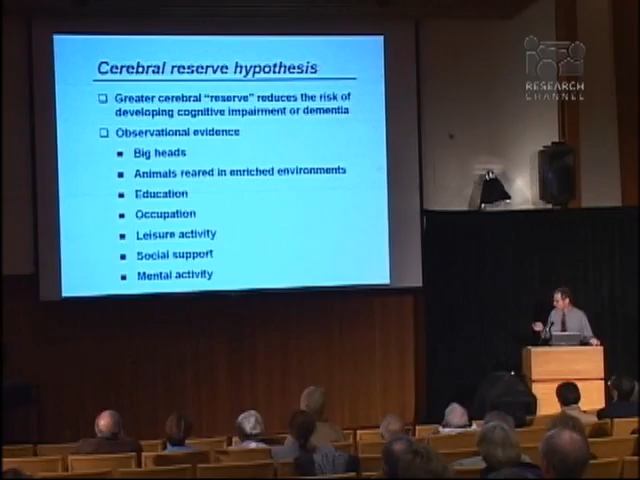 Cerebral reserve hypothesis
Greater cerebral "reserve" reduces the risk of
developing cognitive impairment or dementia
Observational evidence
Big heads
Animals reared in enriched environments
Education
Occupation
Leisure activity
Social support
Mental activity
RESEARCH
CHANNEL